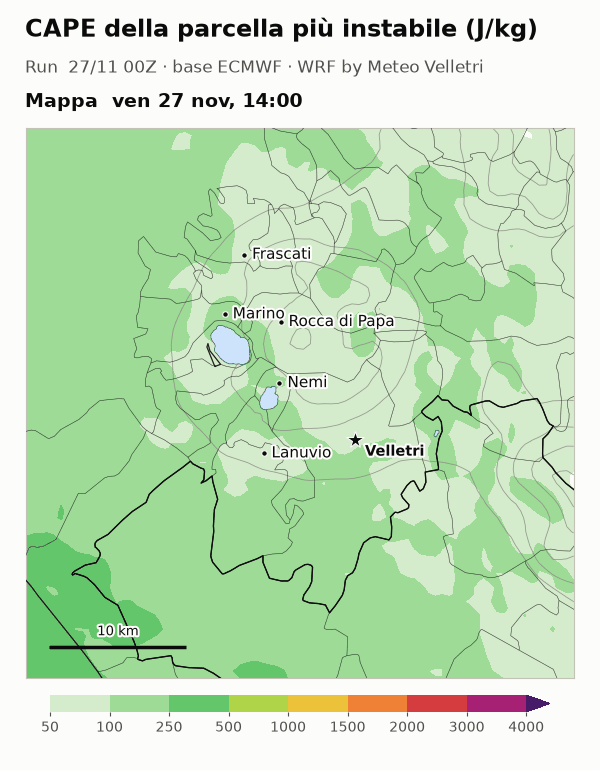 CAPE della parcella più instabile (J/kg)
Run  27/11 00Z · base ECMWF · WRF by Meteo Velletri
Mappa  ven 27 nov, 14:00
Frascati
Marino
Rocca di Papa
Nemi
Velletri
Lanuvio
10 km
50 100 250 500 1000 1500 2000 3000 4000